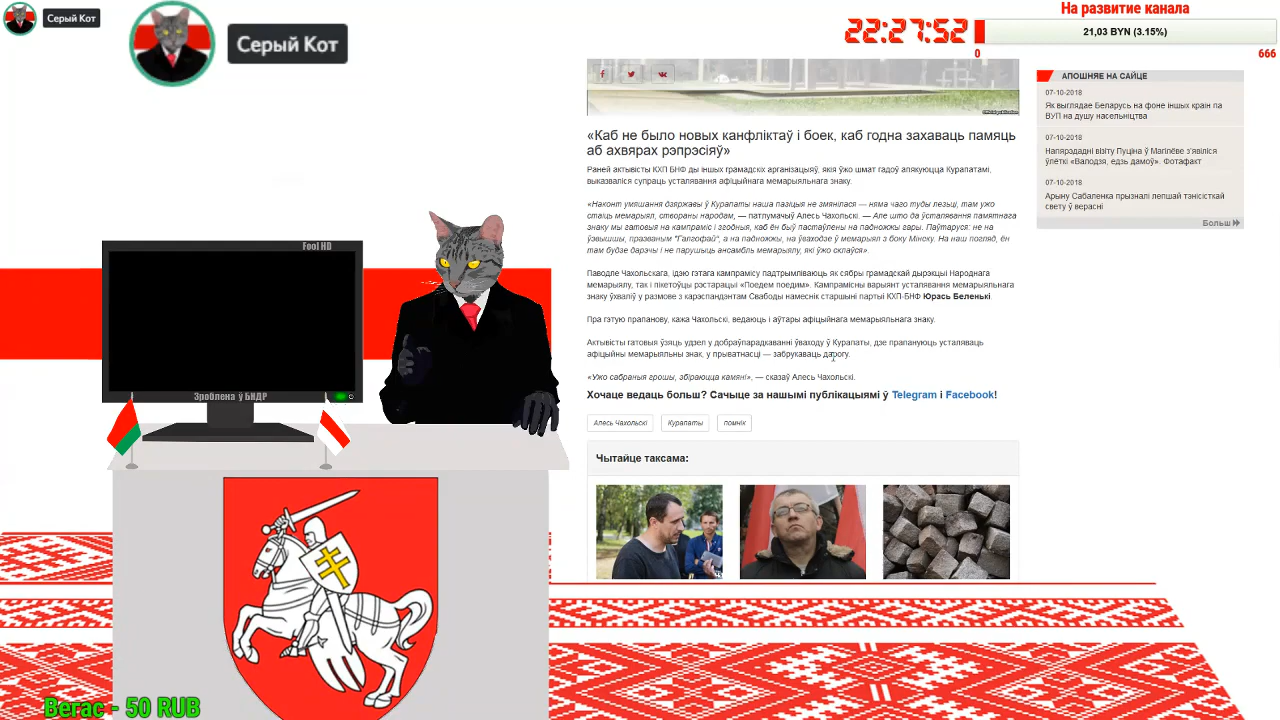 Серый Кот
Серый Кот
22:27:52
На развитие канала
21,03 BYN (3.15%)
0
666
АПОШНЯЕ НА САЙЦЕ
07-10-2018
Як выглядае Беларусь на фоне іншых краін па
ВУП на душу насельніцтва
07-10-2018
Напярэдадні візіту Пуціна ў Магілёве з'явіліся
ўлёткі «Валодзя, едзь дамоў». Фотафакт
07-10-2018
Арыну Сабаленка прызналі лепшай тэнісісткай
свету ў верасні
Больш
«Каб не было новых канфліктаў і боек, каб годна захаваць памяць
аб ахвярах рэпрэсіяў»
Раней актывісты КХП БНФ ды іншых грамадскіх арганізацыяў, якія ўжо шмат гадоў апякуюцца Курапатамі,
выказваліся супраць усталявання афіцыйнага мемарыяльнага знаку.
«Наконт умяшання дзяржавы ў Курапаты наша пазіцыя не змянілася — няма чаго туды лезці, там ужо
стаіць мемарыял, створаны народам, — патлумачыў Алесь Чахольскі. — Але што да ўсталявання памятнага
знаку мы гатовыя на кампраміс і згодныя, каб ён быў пастаўлены на падножжы гары. Паўтаруся: не на
ўзвышшы, празваным "Галгофай", а на падножжы, на ўваходзе ў мемарыял з боку Мінску. На наш погляд, ён
там будзе дарэчы і не парушыць ансамбль мемарыялу, які ўжо склаўся».
Паводле Чахольскага, ідэю гэтага кампрамісу падтрымліваюць як сябры грамадскай дырэкцыі Народнага
мемарыялу, так і пікетоўцы рэстарацыі «Поедем поедим». Кампрамісны варыянт усталявання мемарыяльнага
знаку ўхваліў у размове з карэспандэнтам Свабоды намеснік старшыні партыі КХП-БНФ Юрась Беленькі.
Пра гэтую прапанову, кажа Чахольскі, ведаюць і аўтары афіцыйнага мемарыяльнага знаку.
Актывісты гатовыя ўзяць удзел у добраўпарадкаванні ўваходу ў Курапаты, дзе прапануюць усталяваць
афіцыйны мемарыяльны знак, у прыватнасці — забрукаваць дарогу.
«Ужо сабраныя грошы, збіраюцца камяні», — сказаў Алесь Чахольскі.
Хочаце ведаць больш? Сачыце за нашымі публікацыямі ў Telegram і Facebook!
Алесь Чахольскі
Курапаты
помнік
Чытайце таксама:
Fool HD
Зроблена ў БНДР
Вегас - 50 RUB